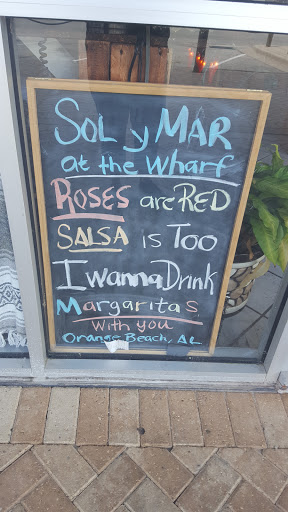 SOL y MAR
at the Wharf
ROSES are RED
SALSA is Too
I wanna Drink
Margaritas
With you
Orange Beach, AL